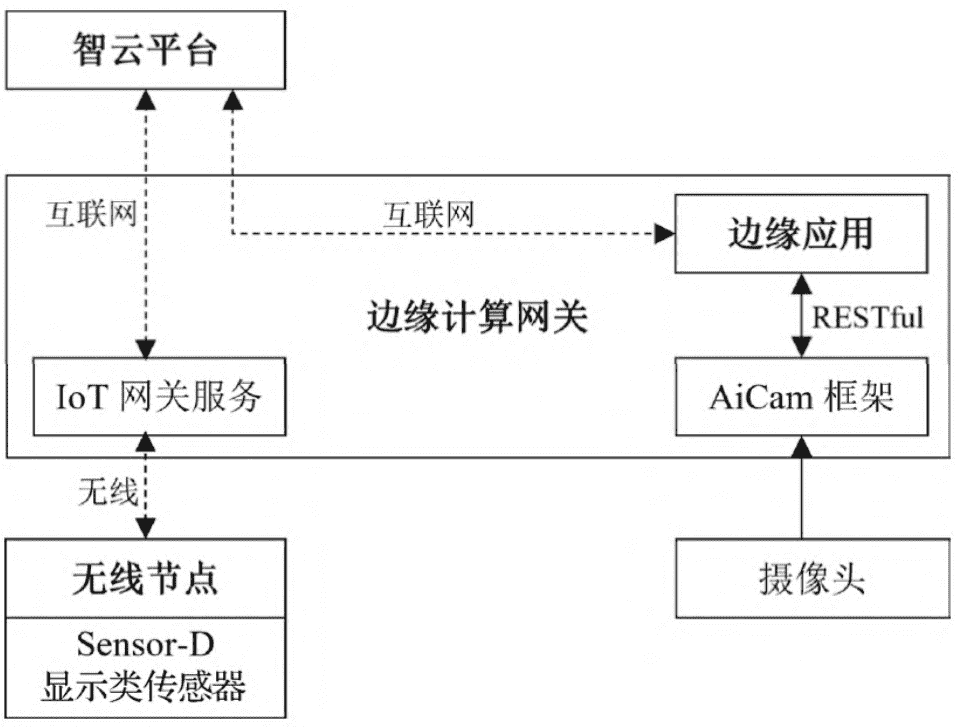 智云平台
互联网
互联网
边缘应用
边缘计算网关
RESTful
IoT 网关服务
AiCam 框架
无线
无线节点
摄像头
Sensor-D
显示类传感器